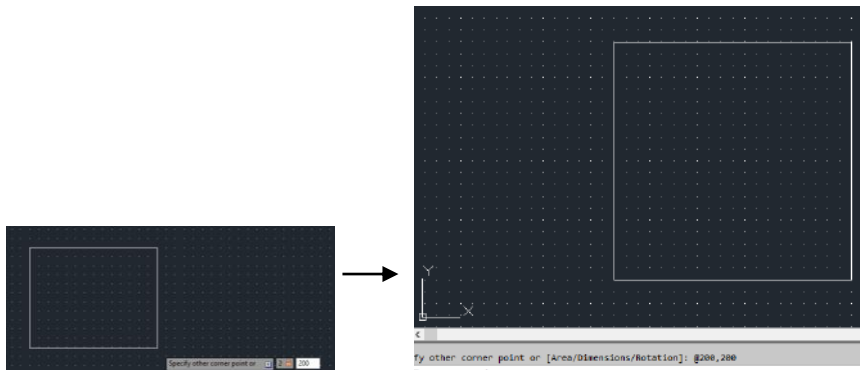 Specify other corner point or
200
Y
X
fy other corner point or [Area/Dimensions/Rotation]: @200,200